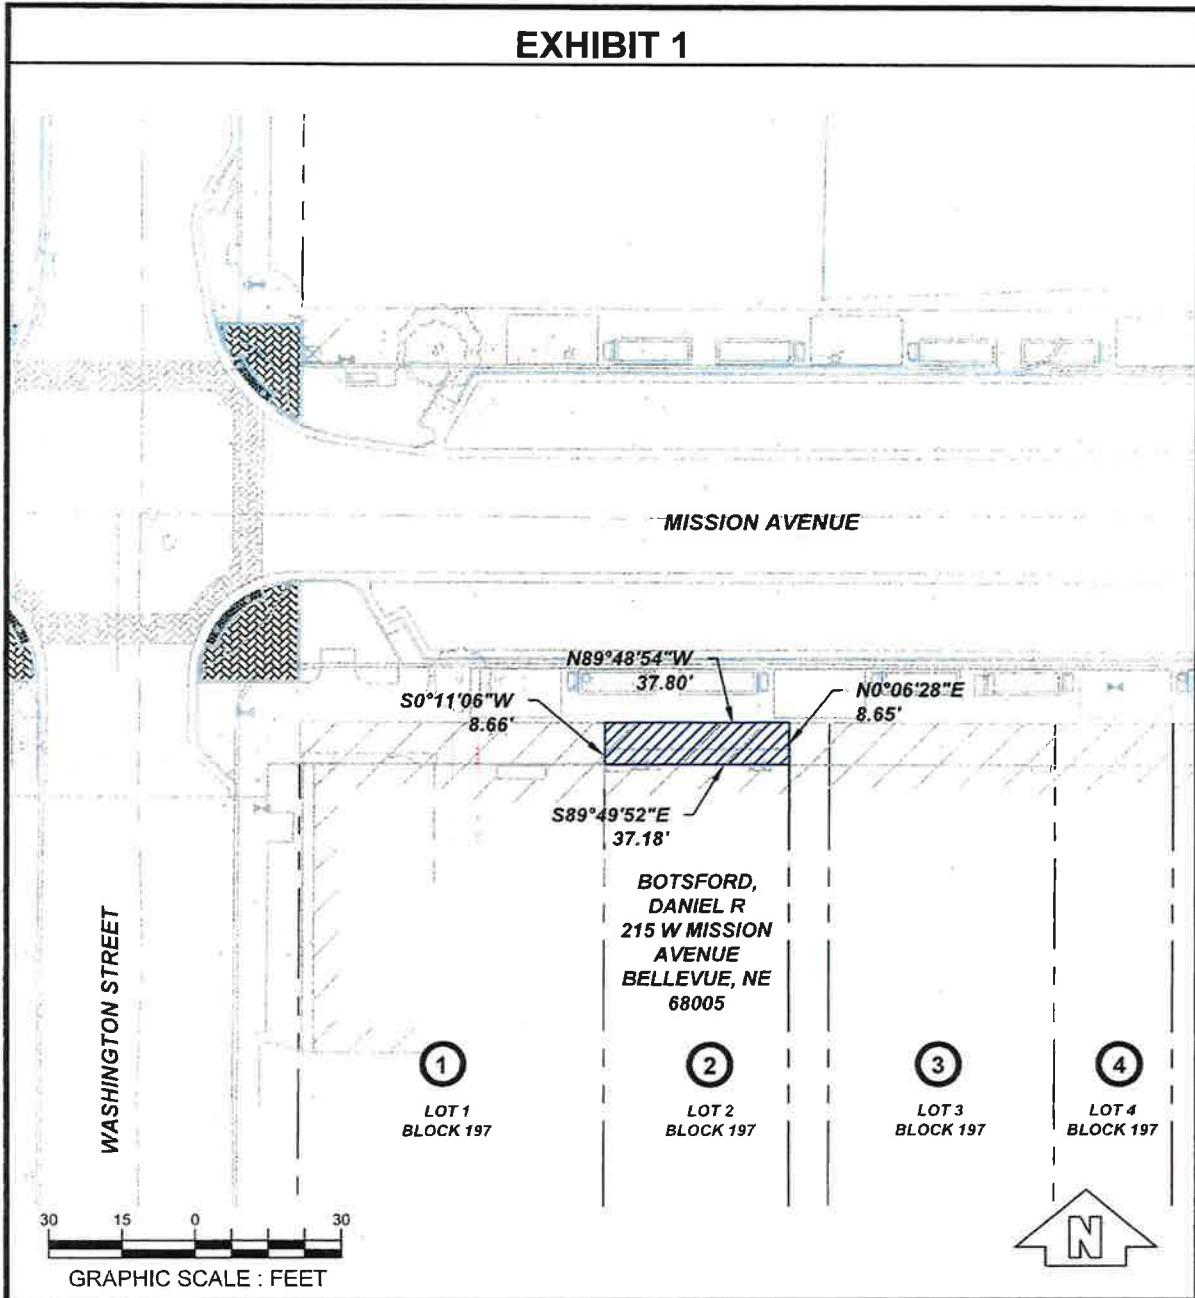 EXHIBIT 1
MISSION AVENUE
N89°48'54"W
37.80'
S0°11'06"W
8.66'
N0°06'28"E
8.65'
S89°49'52"E
37.18'
BOTSFORD,
DANIEL R
215 W MISSION
AVENUE
BELLEVUE, NE
68005
WASHINGTON STREET
1
LOT 1
BLOCK 197
2
LOT 2
BLOCK 197
3
LOT 3
BLOCK 197
4
LOT 4
BLOCK 197
30 15 0 30
GRAPHIC SCALE : FEET
N